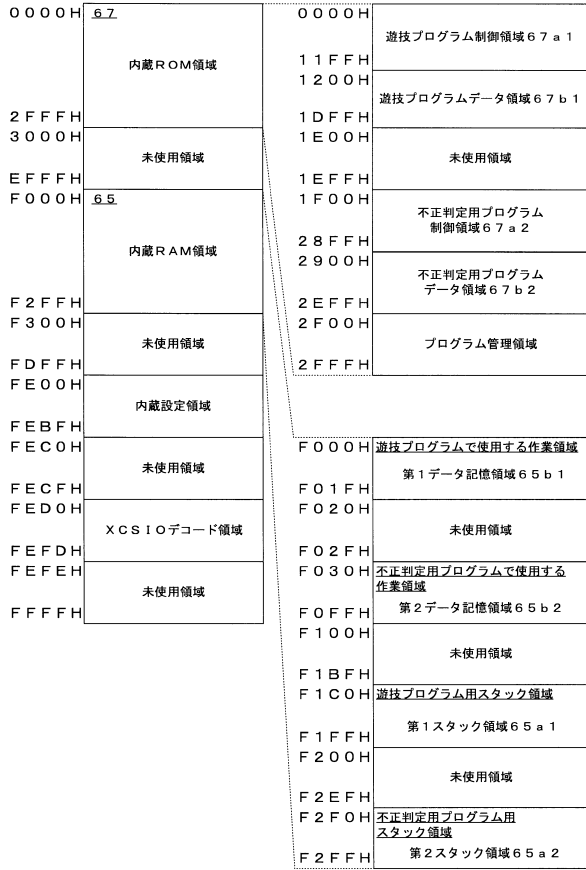 0000H
67
内蔵ROM領域
2FFFH
3000H
未使用領域
EFFFH
F000H
65
内蔵RAM領域
F2FFH
F300H
未使用領域
FDFFH
FE00H
内蔵設定領域
FEBFH
FEC0H
未使用領域
FECFH
FED0H
XCSIOデコード領域
FEFDH
FEFEH
未使用領域
FFFFH
0000H
遊技プログラム制御領域67a1
11FFH
1200H
遊技プログラムデータ領域67b1
1DFFH
1E00H
未使用領域
1EFFH
1F00H
不正判定用プログラム
制御領域67a2
28FFH
2900H
不正判定用プログラム
データ領域67b2
2EFFH
2F00H
プログラム管理領域
2FFFH
F000H
遊技プログラムで使用する作業領域
第1データ記憶領域65b1
F01FH
F020H
未使用領域
F02FH
F030H
不正判定用プログラムで使用する
作業領域
第2データ記憶領域65b2
F0FFH
F100H
未使用領域
F1BFH
F1C0H
遊技プログラム用スタック領域
第1スタック領域65a1
F1FFH
F200H
未使用領域
F2EFH
F2F0H
不正判定用プログラム用
スタック領域
第2スタック領域65a2
F2FFH